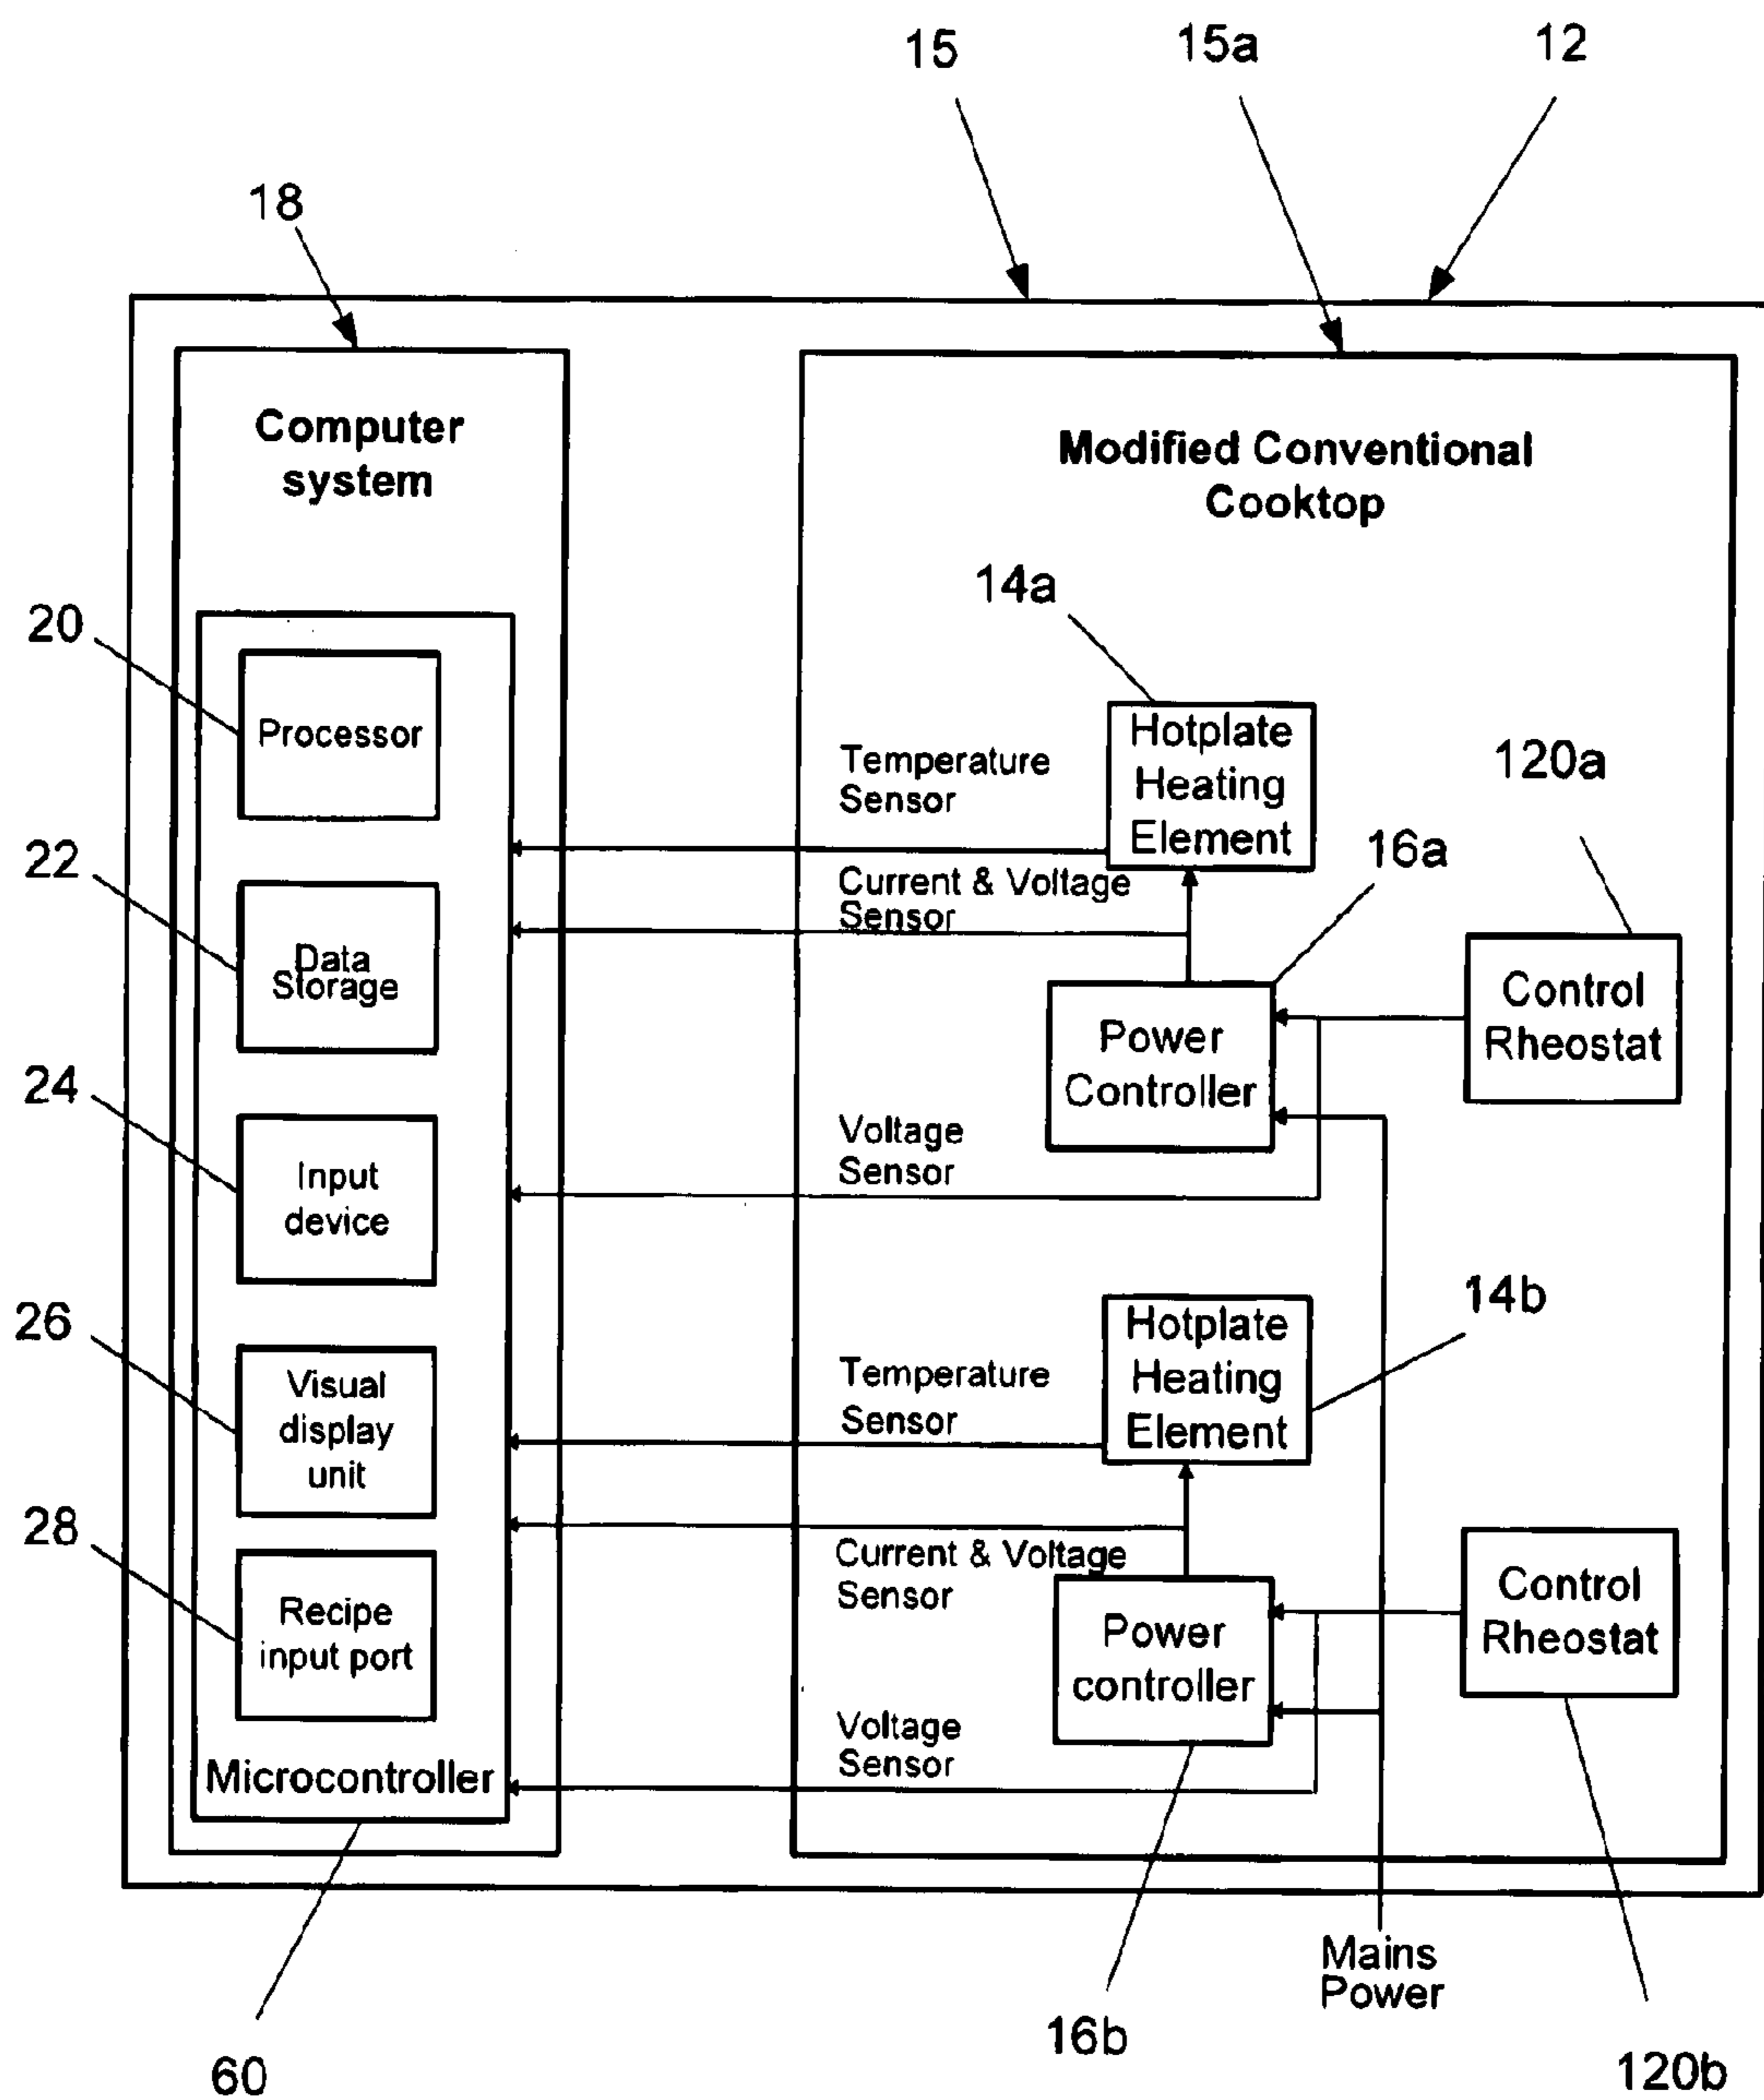 15
15a
12
18
Computer
system
Modified Conventional
Cooktop
14a
20
Processor
Temperature
Sensor
Hotplate
Heating
Element
120a
22
Data
Storage
Current & Voltage
Sensor
16a
Control
Rheostat
Power
Controller
24
Input
device
Voltage
Sensor
14b
26
Visual
display
unit
Temperature
Sensor
Hotplate
Heating
Element
28
Recipe
input port
Current & Voltage
Sensor
Power
controller
Control
Rheostat
Voltage
Sensor
Microcontroller
Mains
Power
16b
60
120b